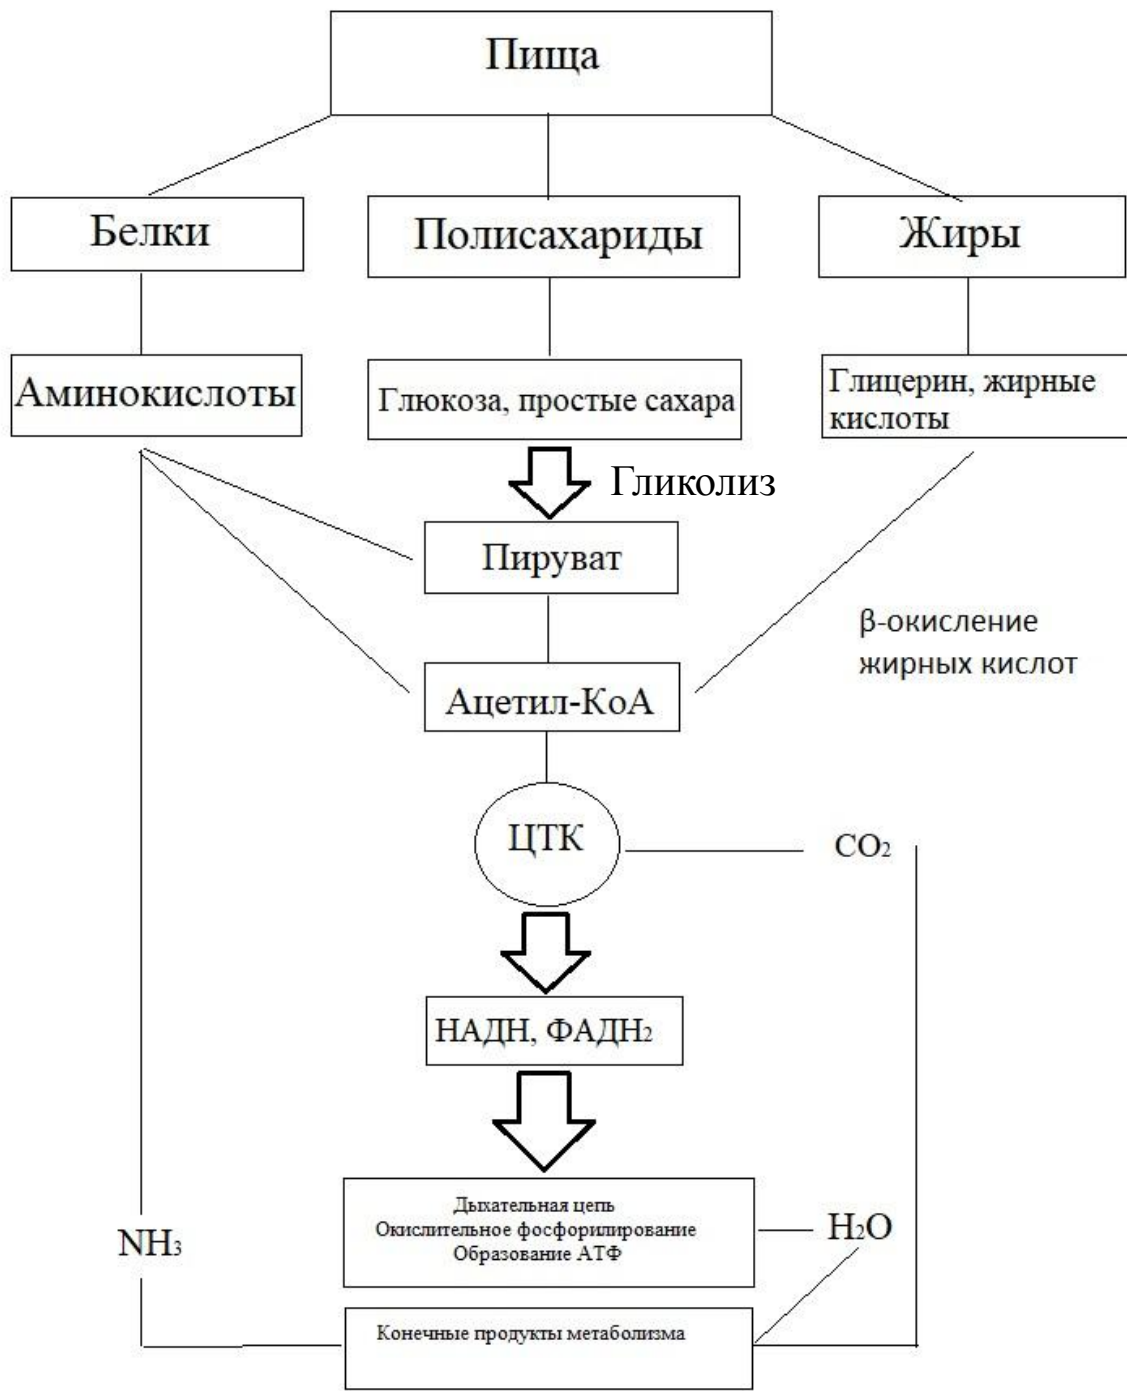 Пища
Белки
Полисахариды
Жиры
Аминокислоты
Глюкоза, простые сахара
Глицерин, жирные
кислоты
Гликолиз
Пируват
β-окисление
жирных кислот
Ацетил-КоА
ЦТК
CO₂
НАДН, ФАДН₂
Дыхательная цепь
Окислительное фосфорилирование
Образование АТФ
H₂O
NH₃
Конечные продукты метаболизма